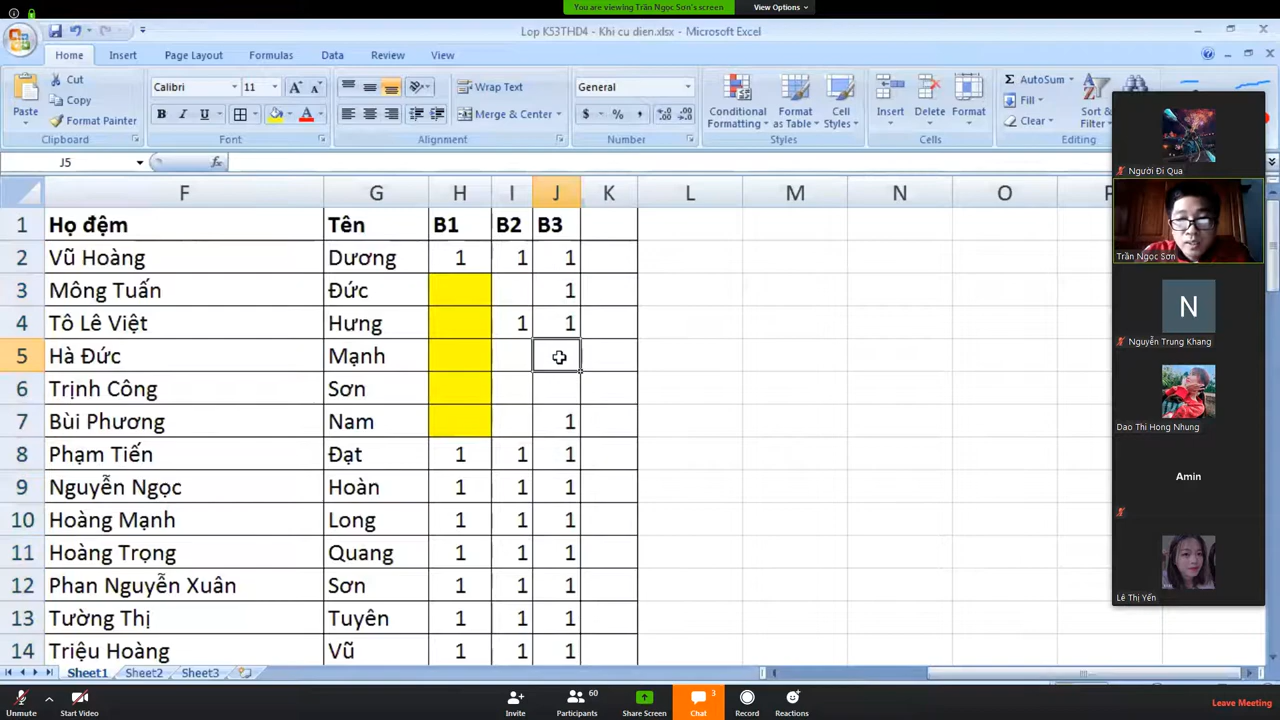 You are viewing Trần Ngọc Sơn's screen
View Options
Lop K53THD4 - Khi cu dien.xlsx - Microsoft Excel
Home
Insert
Page Layout
Formulas
Data
Review
View
Paste
Cut
Copy
Format Painter
Clipboard
Calibri
11
B I U
Font
Wrap Text
Merge & Center
Alignment
General
$ % ,
Number
Conditional Formatting
Format as Table
Cell Styles
Styles
Insert
Delete
Format
Cells
AutoSum
Fill
Clear
Sort &
Filter
Editing
J5
fx
F G H I J K L M N O
1 Họ đệm Tên B1 B2 B3
2 Vũ Hoàng Dương 1 1 1
3 Mông Tuấn Đức 1
4 Tô Lê Việt Hưng 1 1
5 Hà Đức Mạnh
6 Trịnh Công Sơn
7 Bùi Phương Nam 1
8 Phạm Tiến Đạt 1 1 1
9 Nguyễn Ngọc Hoàn 1 1 1
10 Hoàng Mạnh Long 1 1 1
11 Hoàng Trọng Quang 1 1 1
12 Phan Nguyễn Xuân Sơn 1 1 1
13 Tường Thị Tuyên 1 1 1
14 Triệu Hoàng Vũ 1 1 1
Sheet1
Sheet2
Sheet3
Người Đi Qua
Trần Ngọc Sơn
N
Nguyễn Trung Khang
Dao Thi Hong Nhung
Amin
Lê Thị Yến
Unmute
Start Video
Invite
Participants
60
Share Screen
Chat
3
Record
Reactions
Leave Meeting